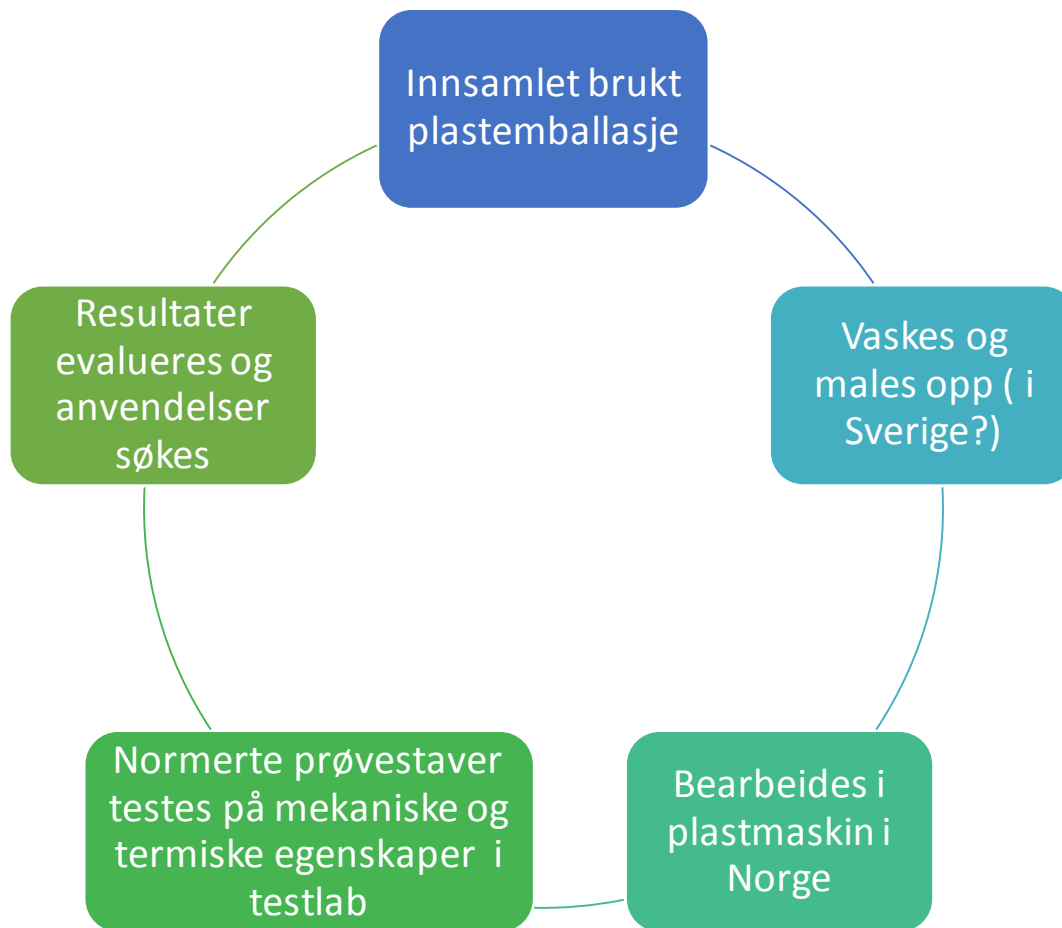 Innsamlet brukt
plastemballasje
Vaskes og
males opp ( i
Sverige?)
Bearbeides i
plastmaskin i
Norge
Normerte prøvestaver
testes på mekaniske og
termiske egenskaper i
testlab
Resultater
evalueres og
anvendelser
søkes